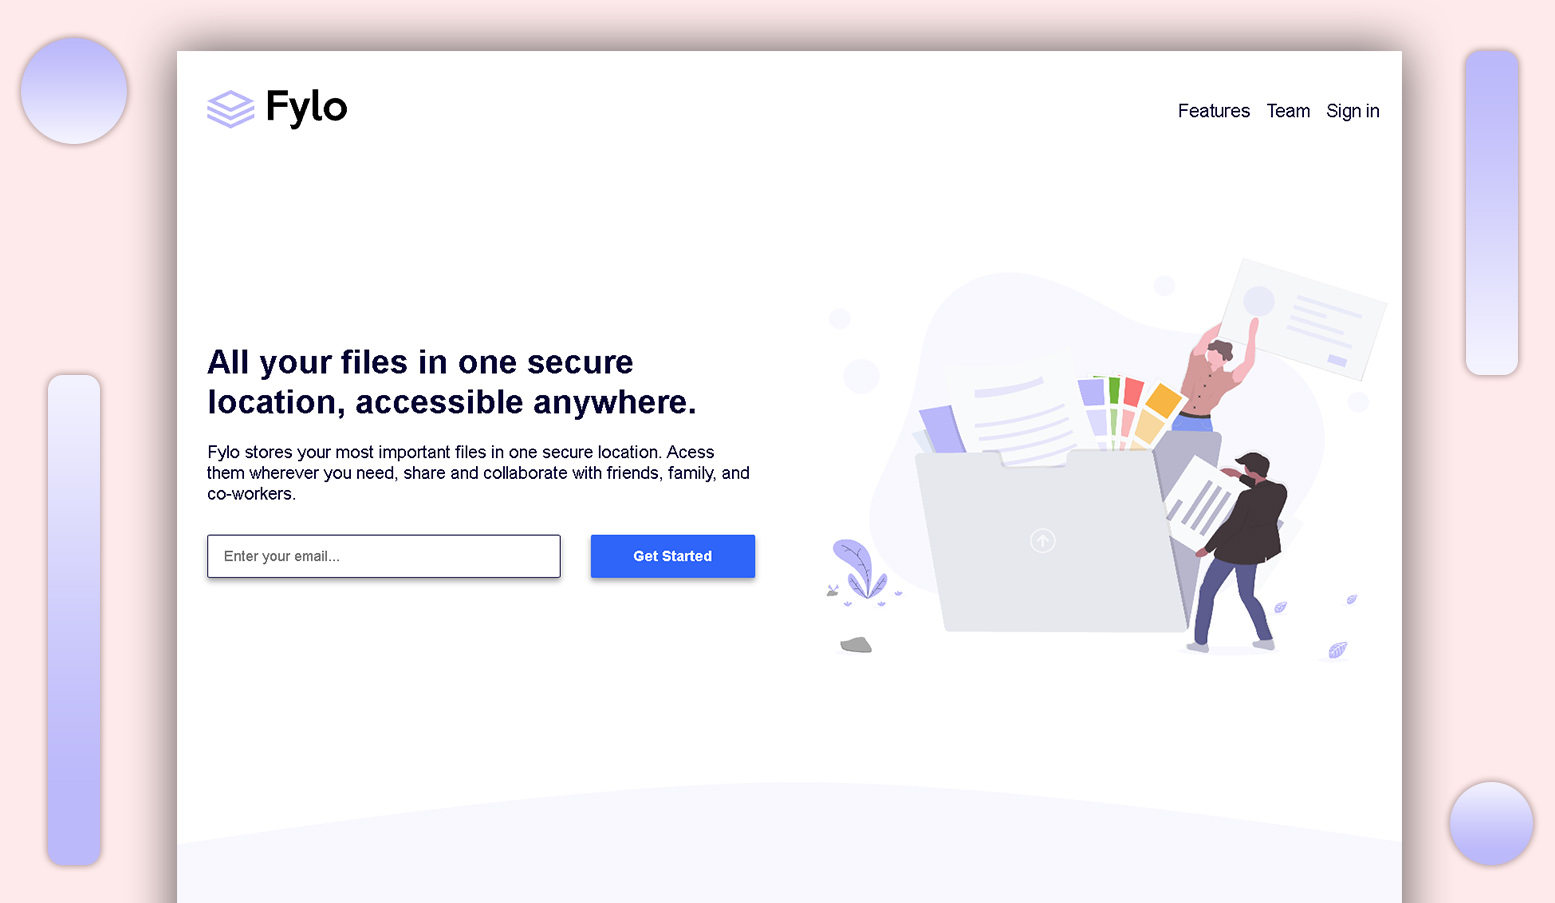 Fylo
Features Team Sign in
All your files in one secure
location, accessible anywhere.
Fylo stores your most important files in one secure location. Acess
them wherever you need, share and collaborate with friends, family, and
co-workers.
Enter your email...
Get Started